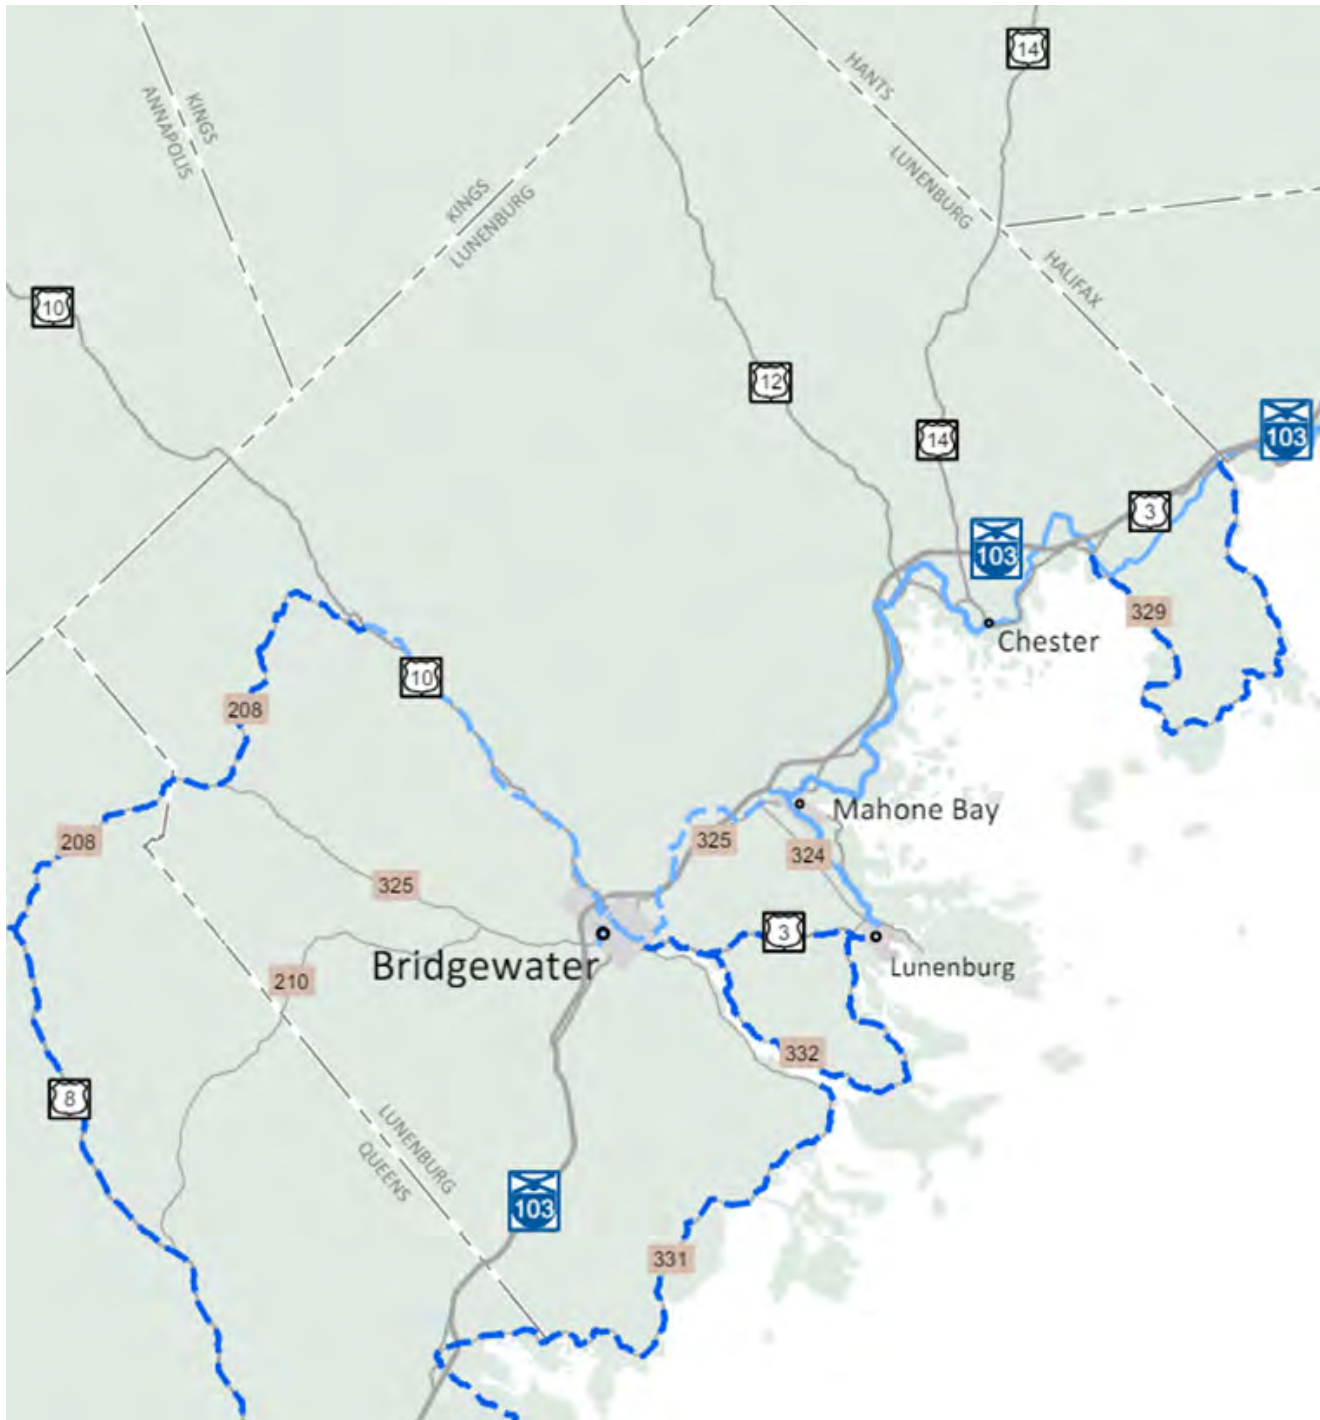 14
HANTS
LUNENBURG
KINGS
ANNAPOLIS
KINGS
LUNENBURG
HALIFAX
10
12
14
103
3
103
329
Chester
10
208
Mahone Bay
325
324
208
325
3
Bridgewater
Lunenburg
210
332
8
LUNENBURG
QUEENS
103
331